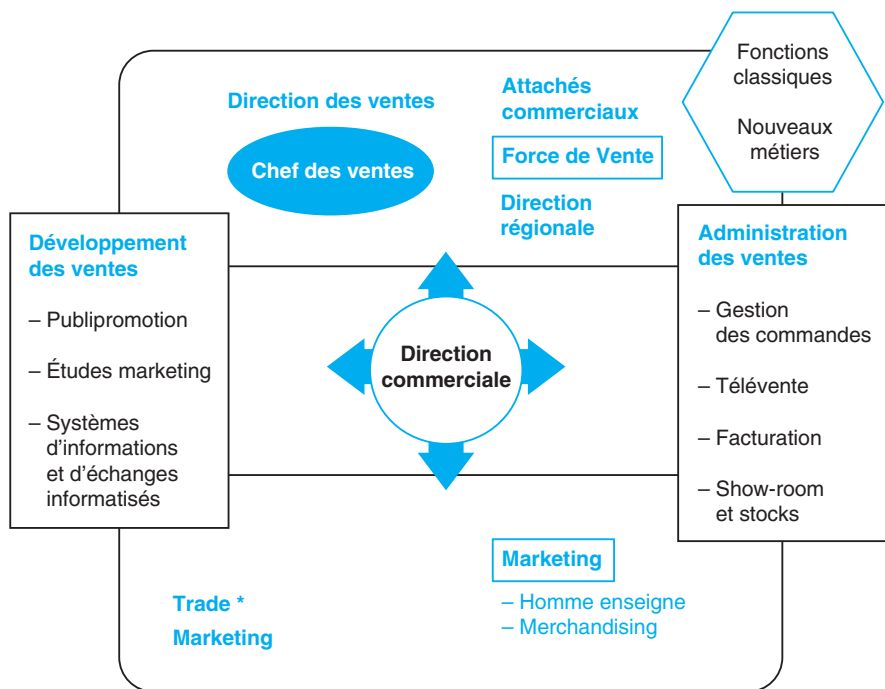 Fonctions
classiques
Nouveaux
métiers
Direction des ventes
Chef des ventes
Attachés
commerciaux
Force de Vente
Direction
régionale
Développement
des ventes
– Publipromotion
– Études marketing
– Systèmes
d'informations
et d'échanges
informatisés
Direction
commerciale
Administration
des ventes
– Gestion
des commandes
– Télévente
– Facturation
– Show-room
et stocks
Trade *
Marketing
Marketing
– Homme enseigne
– Merchandising